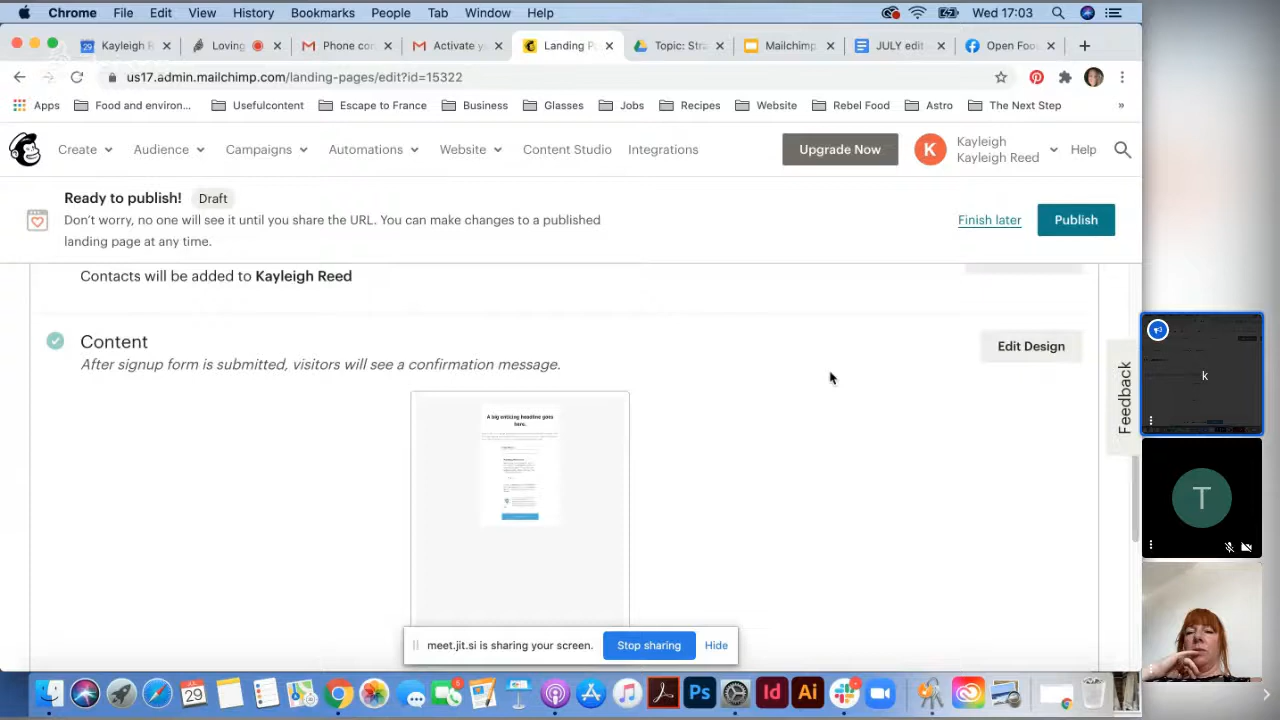 Chrome File Edit View History Bookmarks People Tab Window Help Wed 17:03
Kayleigh R Loving Phone con Activate y Landing P Topic: Stra Mailchimp JULY edit Open Foo
us17.admin.mailchimp.com/landing-pages/edit?id=15322
Apps Food and environ... Usefulcontent Escape to France Business Glasses Jobs Recipes Website Rebel Food Astro The Next Step »
Create Audience Campaigns Automations Website Content Studio Integrations Upgrade Now K Kayleigh Kayleigh Reed Help
Ready to publish! Draft
Don't worry, no one will see it until you share the URL. You can make changes to a published
landing page at any time.
Finish later Publish
Contacts will be added to Kayleigh Reed
Content
After signup form is submitted, visitors will see a confirmation message.
Edit Design
Feedback
A big enticing headline goes
here.
meet.jit.si is sharing your screen. Stop sharing Hide
k
T
29
Ps Id Ai